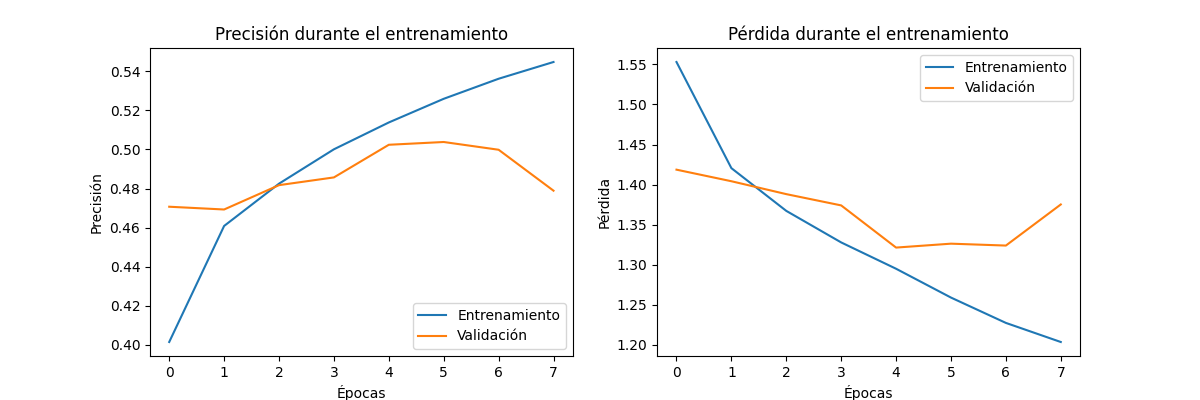 Precisión durante el entrenamiento
Precisión
0.54
0.52
0.50
0.48
0.46
0.44
0.42
0.40
Entrenamiento
Validación
0 1 2 3 4 5 6 7
Épocas
Pérdida durante el entrenamiento
Pérdida
1.55
1.50
1.45
1.40
1.35
1.30
1.25
1.20
Entrenamiento
Validación
0 1 2 3 4 5 6 7
Épocas